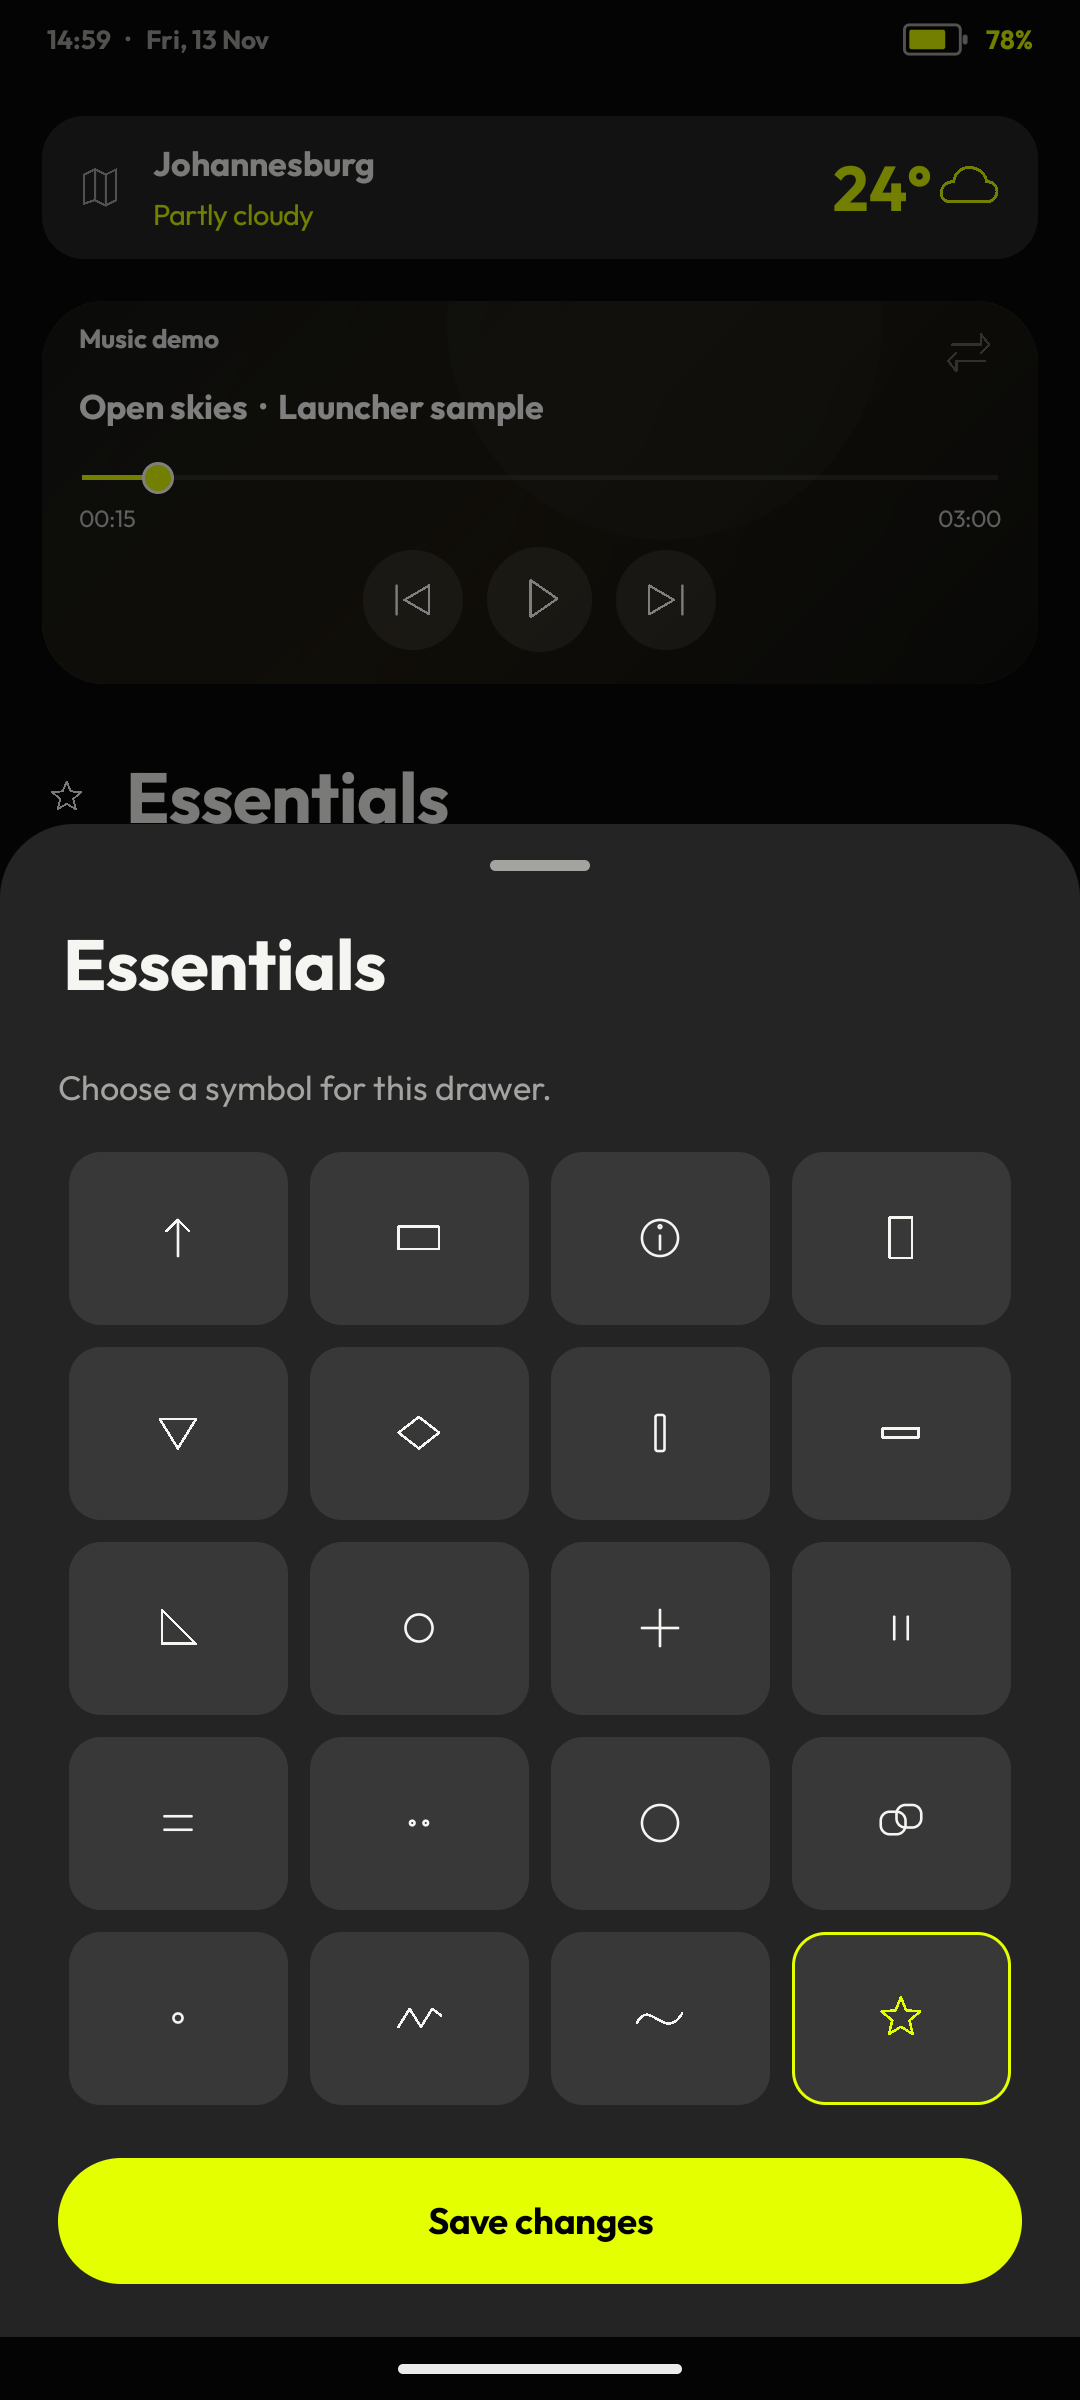 14:59 · Fri, 13 Nov
78%
Johannesburg
Partly cloudy
24°
Music demo
Open skies · Launcher sample
00:15
03:00
Essentials
Essentials
Choose a symbol for this drawer.
Save changes